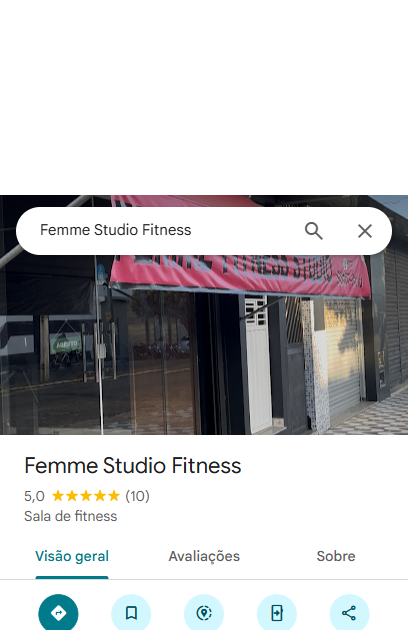 Femme Studio Fitness
FITNESS STUDIO
ABERTO
Femme Studio Fitness
5,0 (10)
Sala de fitness
Visão geral Avaliações Sobre